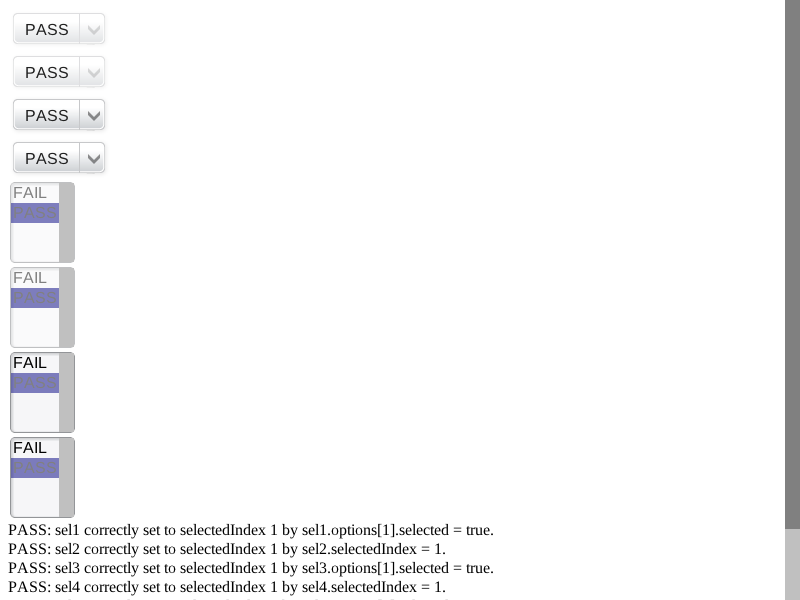 PASS
PASS
PASS
PASS
FAIL
PASS
FAIL
PASS
FAIL
PASS
FAIL
PASS
PASS: sel1 correctly set to selectedIndex 1 by sel1.options[1].selected = true.
PASS: sel2 correctly set to selectedIndex 1 by sel2.selectedIndex = 1.
PASS: sel3 correctly set to selectedIndex 1 by sel3.options[1].selected = true.
PASS: sel4 correctly set to selectedIndex 1 by sel4.selectedIndex = 1.